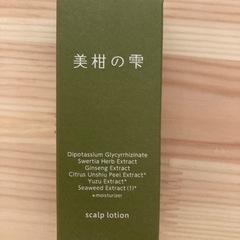 美柑の雫
Dipotassium Glycyrrhizinate
Swertia Herb Extract
Ginseng Extract
Citrus Unshiu Peel Extract*
Yuzu Extract*
Seaweed Extract (1)*
*moisturizer
scalp lotion